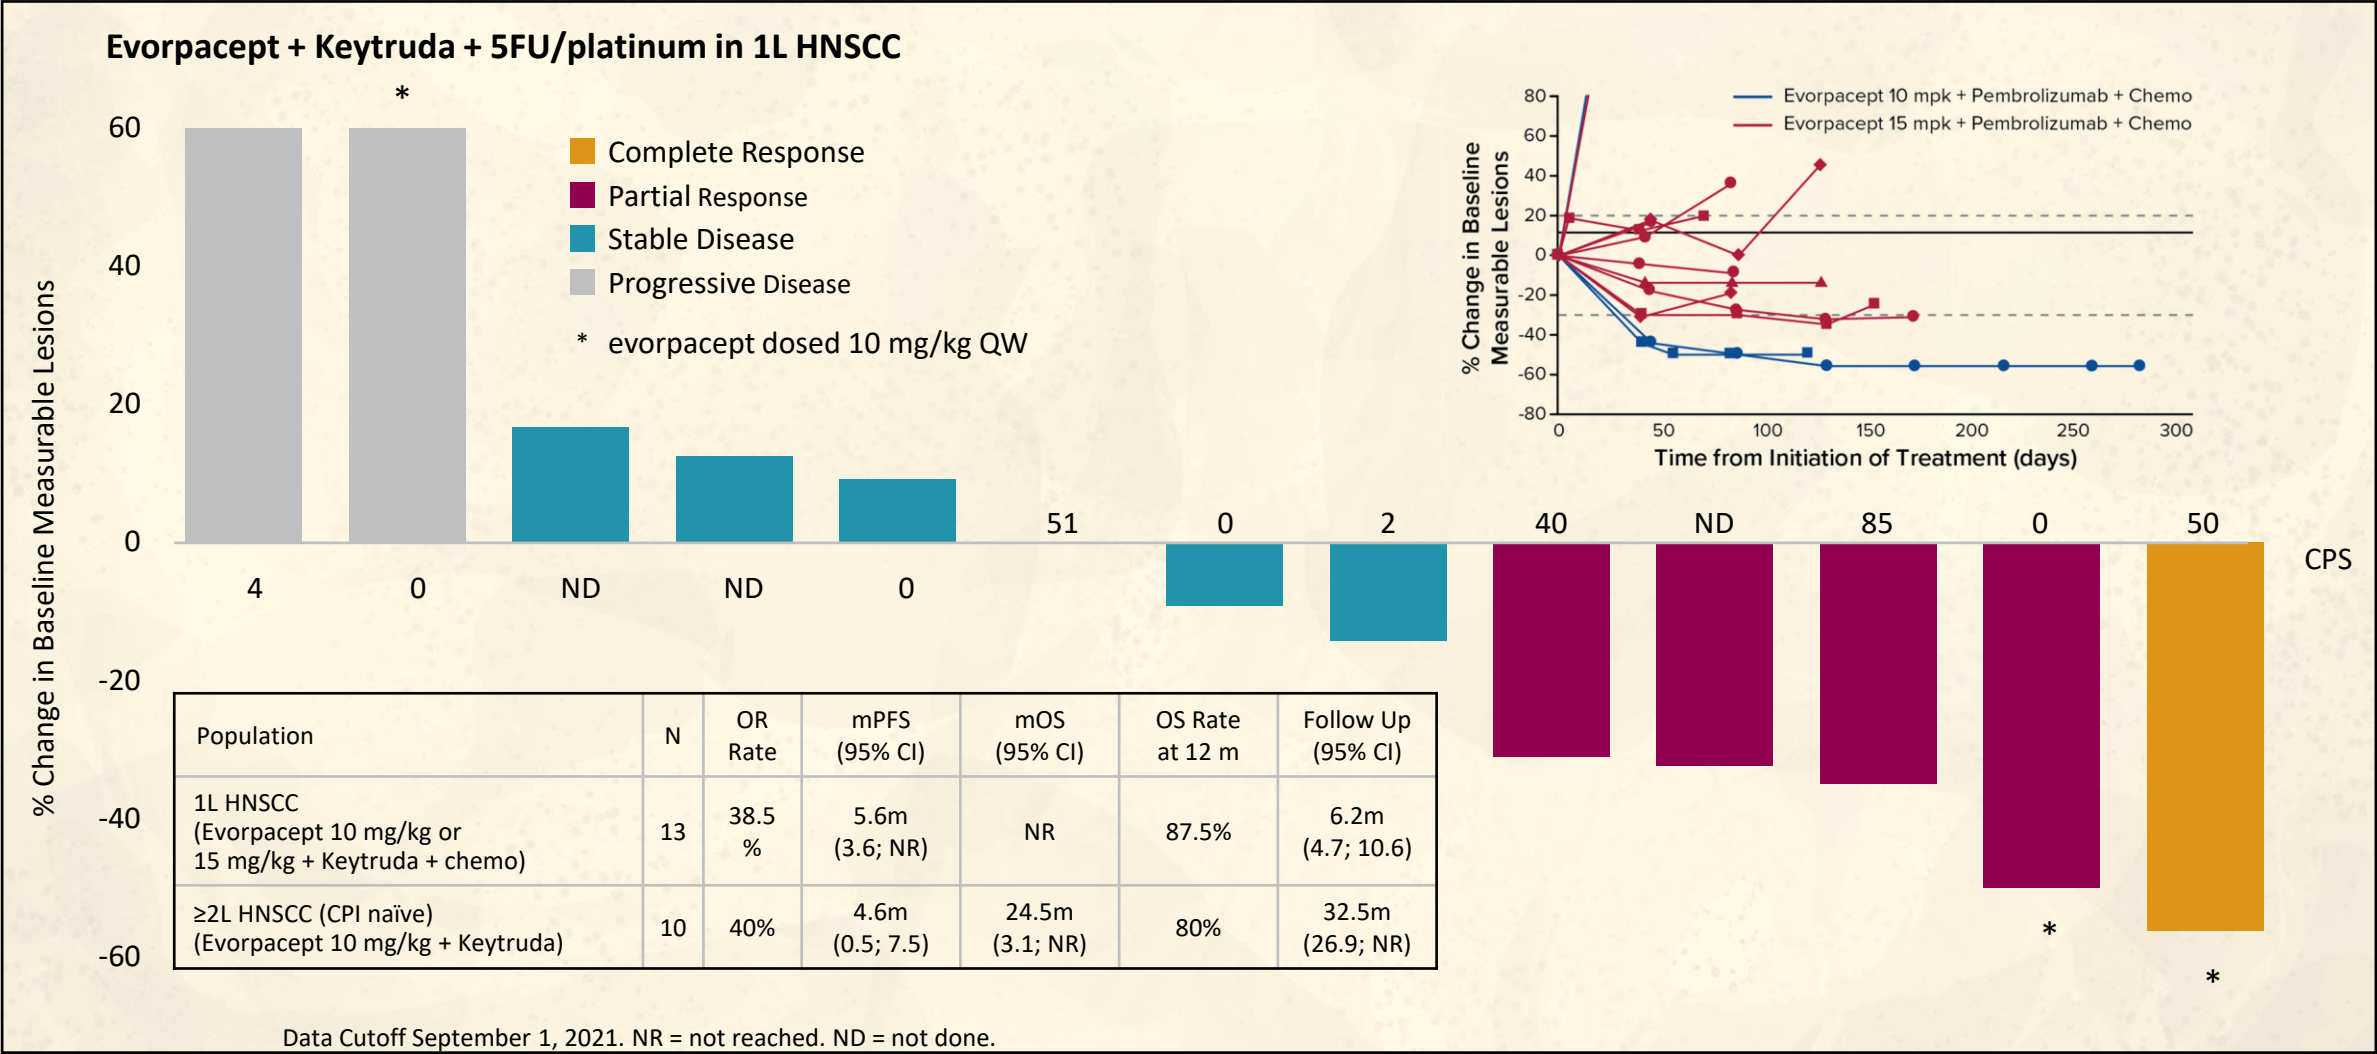 Evorpacept + Keytruda + 5FU/platinum in 1L HNSCC
% Change in Baseline Measurable Lesions
60
40
20
0
-20
-40
-60
*
Complete Response
Partial Response
Stable Disease
Progressive Disease
* evorpacept dosed 10 mg/kg QW
% Change in Baseline
Measurable Lesions
80
60
40
20
0
-20
-40
-60
-80
Evorpacept 10 mpk + Pembrolizumab + Chemo
Evorpacept 15 mpk + Pembrolizumab + Chemo
0 50 100 150 200 250 300
Time from Initiation of Treatment (days)
51 0 2 40 ND 85 0 50
CPS
4 0 ND ND 0
*
*
Population N OR Rate mPFS (95% CI) mOS (95% CI) OS Rate at 12 m Follow Up (95% CI)
1L HNSCC
(Evorpacept 10 mg/kg or
15 mg/kg + Keytruda + chemo)
13
38.5
%
5.6m
(3.6; NR)
NR
87.5%
6.2m
(4.7; 10.6)
≥2L HNSCC (CPI naïve)
(Evorpacept 10 mg/kg + Keytruda)
10
40%
4.6m
(0.5; 7.5)
24.5m
(3.1; NR)
80%
32.5m
(26.9; NR)
Data Cutoff September 1, 2021. NR = not reached. ND = not done.